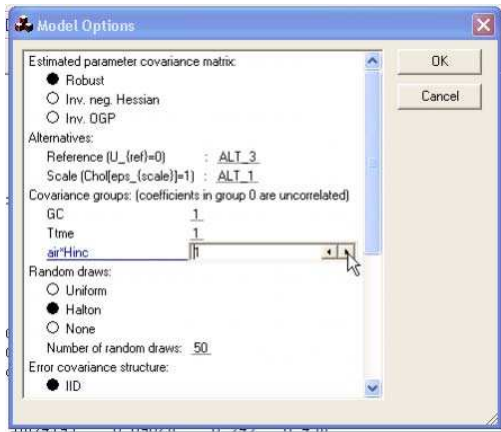 Model Options
Estimated parameter covariance matrix:
Robust
Inv. neg. Hessian
Inv. OGP
Alternatives:
Reference (U_{ref}=0) : ALT_3
Scale (Chol[eps_{scale}]=1) : ALT_1
Covariance groups: (coefficients in group 0 are uncorrelated)
GC 1
Ttme 1
air*Hinc 1
Random draws:
Uniform
Halton
None
Number of random draws: 50
Error covariance structure:
IID
OK
Cancel